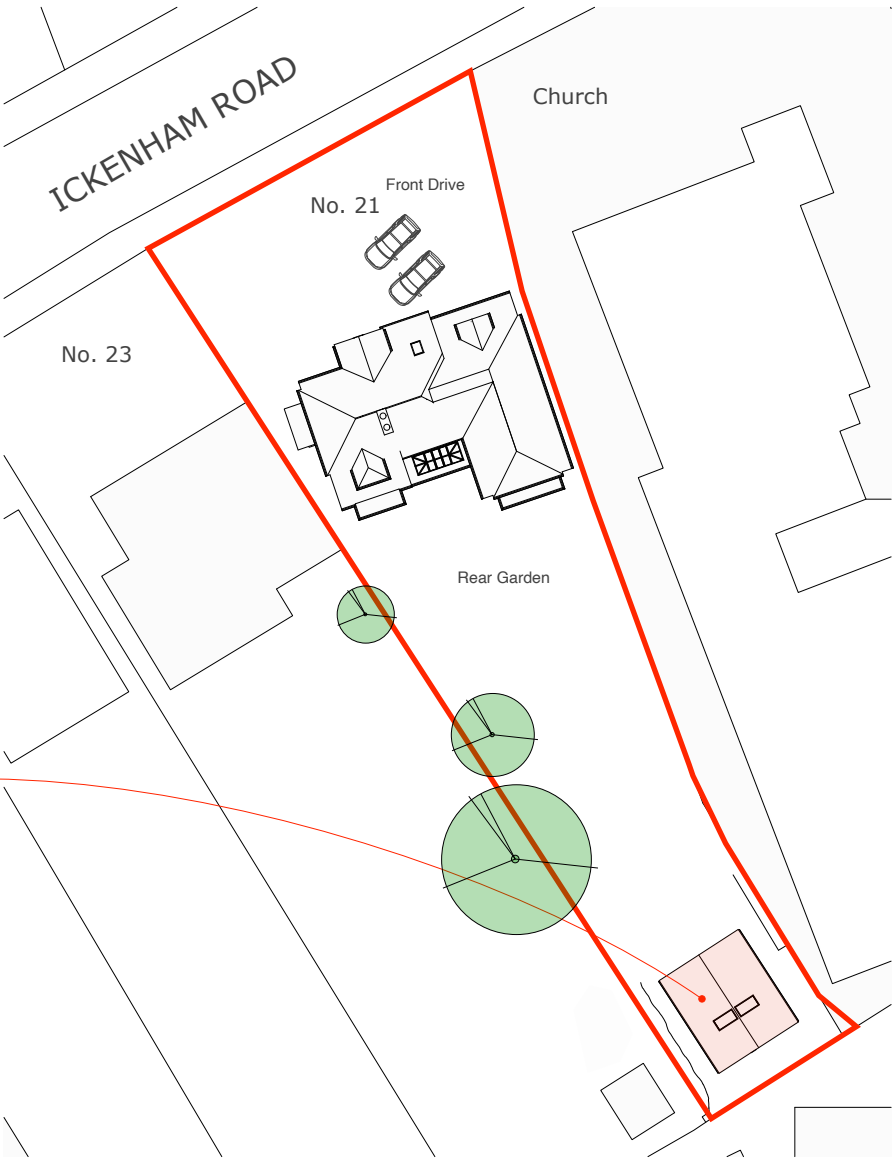 ICKENHAM ROAD
Church
Front Drive
No. 21
No. 23
Rear Garden